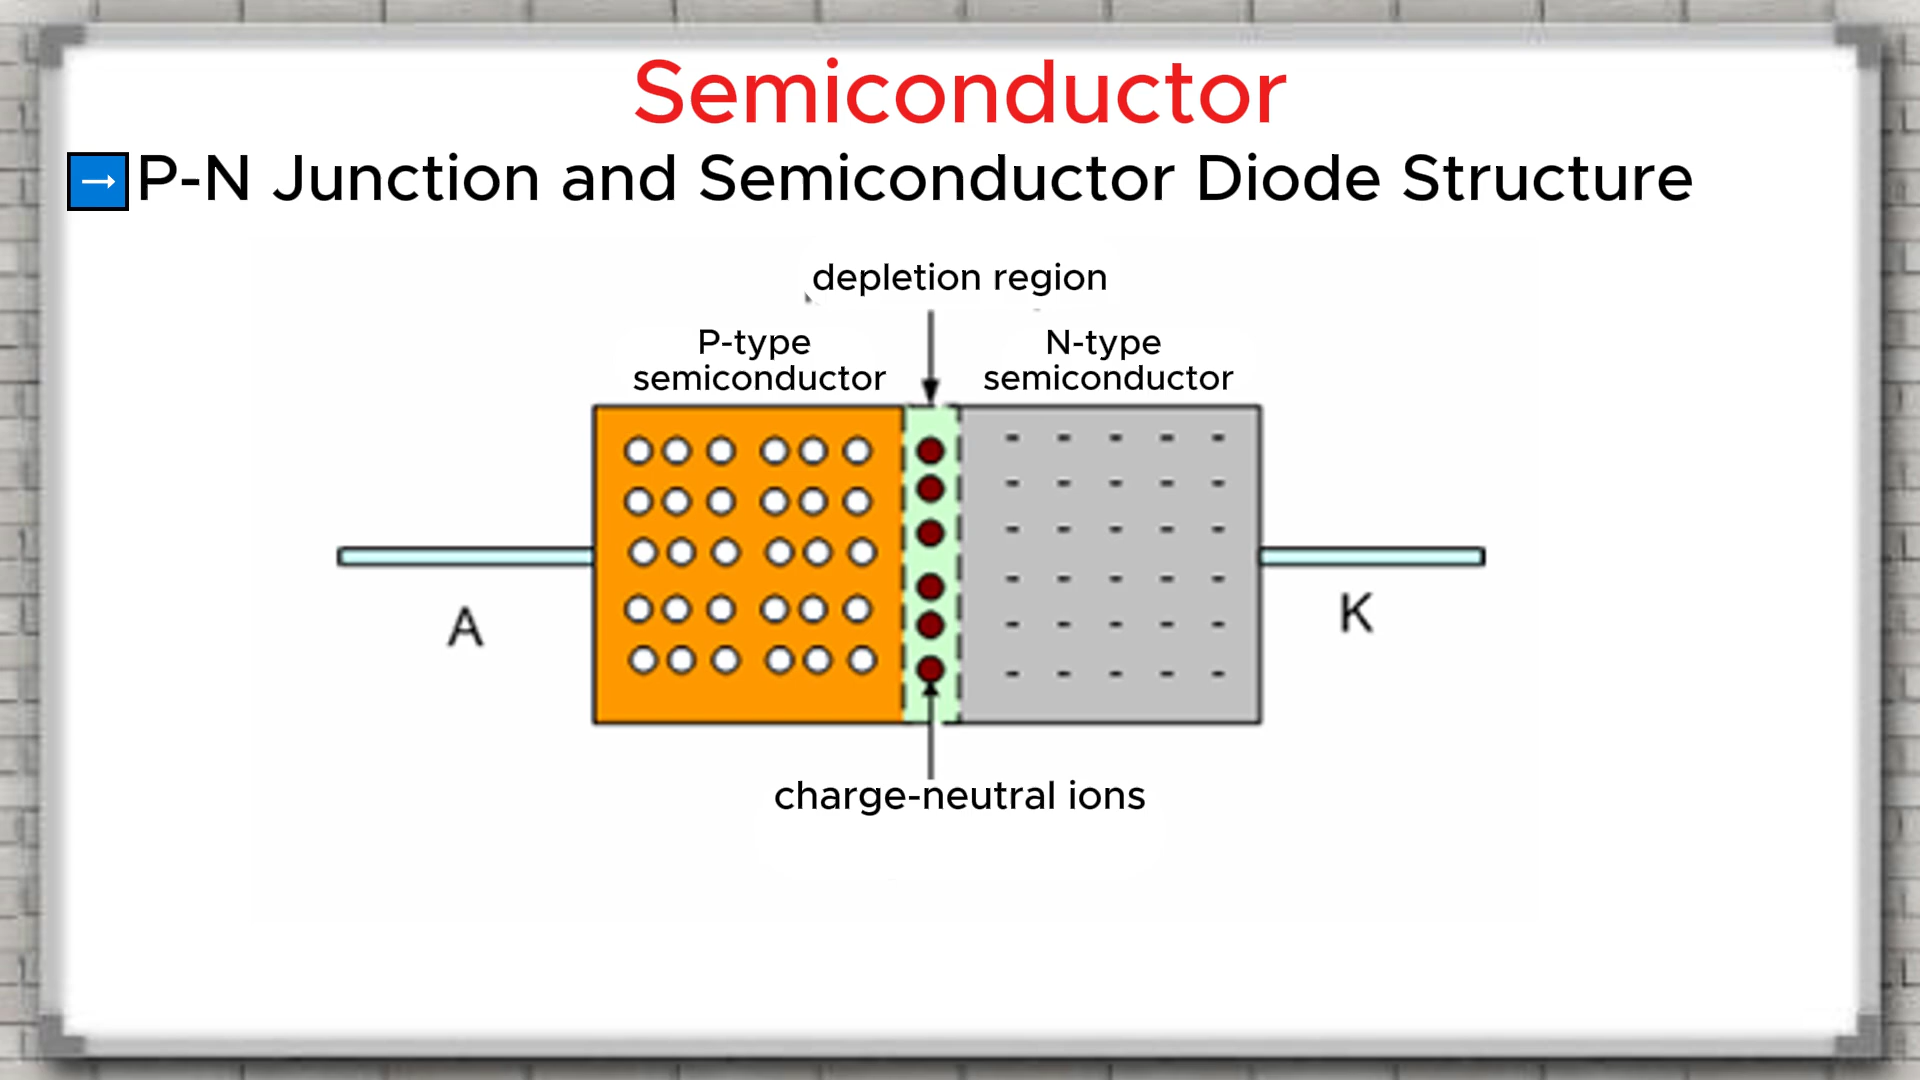 Semiconductor
→ P-N Junction and Semiconductor Diode Structure
depletion region
P-type
semiconductor
N-type
semiconductor
A
K
charge-neutral ions